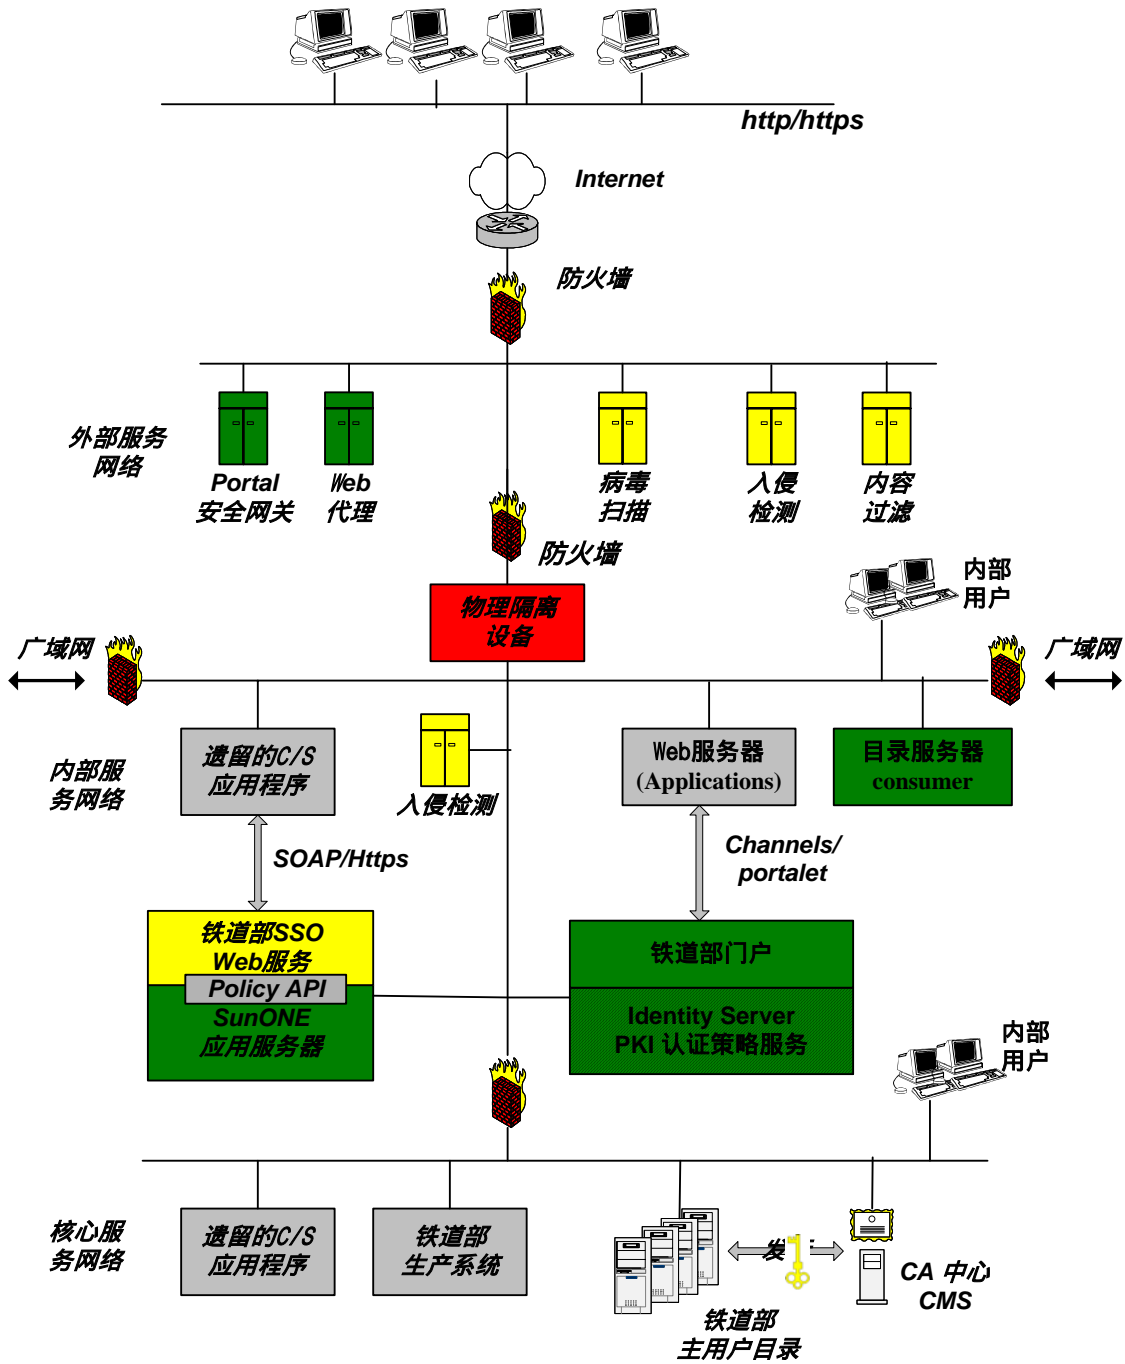 http/https
Internet
防火墙
外部服务
网络
Portal
安全网关
Web
代理
病毒
扫描
入侵
检测
内容
过滤
防火墙
物理隔离
设备
内部
用户
广域网
广域网
内部服
务网络
遗留的C/S
应用程序
入侵检测
Web服务器
(Applications)
目录服务器
consumer
SOAP/Https
Channels/
portalet
铁道部SSO
Web服务
Policy API
SunONE
应用服务器
铁道部门户
Identity Server
PKI 认证策略服务
内部
用户
核心服
务网络
遗留的C/S
应用程序
铁道部
生产系统
发
CA 中心
CMS
铁道部
主用户目录